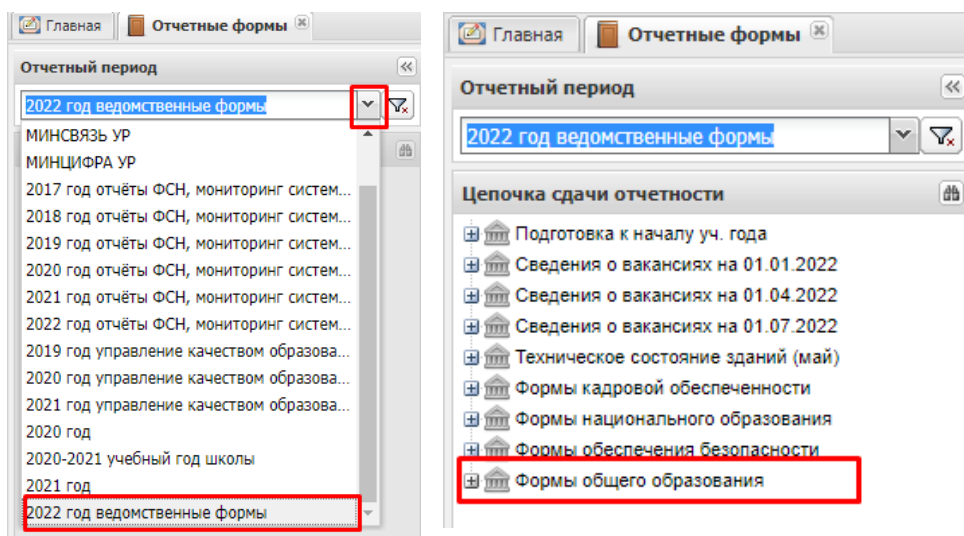 Главная
Отчетные формы
Отчетный период
2022 год ведомственные формы
МИНСВЯЗЬ УР
МИНЦИФРА УР
2017 год отчёты ФСН, мониторинг систем...
2018 год отчёты ФСН, мониторинг систем...
2019 год отчёты ФСН, мониторинг систем...
2020 год отчёты ФСН, мониторинг систем...
2021 год отчёты ФСН, мониторинг систем...
2022 год отчёты ФСН, мониторинг систем...
2019 год управление качеством образова...
2020 год управление качеством образова...
2021 год управление качеством образова...
2020 год
2020-2021 учебный год школы
2021 год
2022 год ведомственные формы
Главная
Отчетные формы
Отчетный период
2022 год ведомственные формы
Цепочка сдачи отчетности
Подготовка к началу уч. года
Сведения о вакансиях на 01.01.2022
Сведения о вакансиях на 01.04.2022
Сведения о вакансиях на 01.07.2022
Техническое состояние зданий (май)
Формы кадровой обеспеченности
Формы национального образования
Формы обеспечения безопасности
Формы общего образования